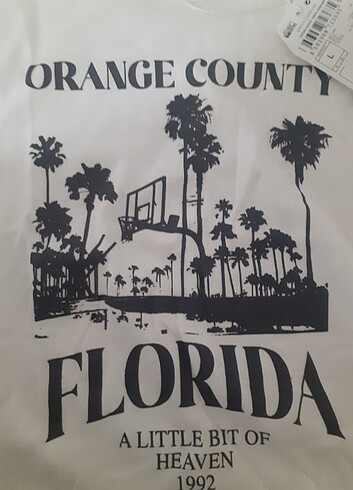 ORANGE COUNTY
L
FLORIDA
A LITTLE BIT OF
HEAVEN
1992